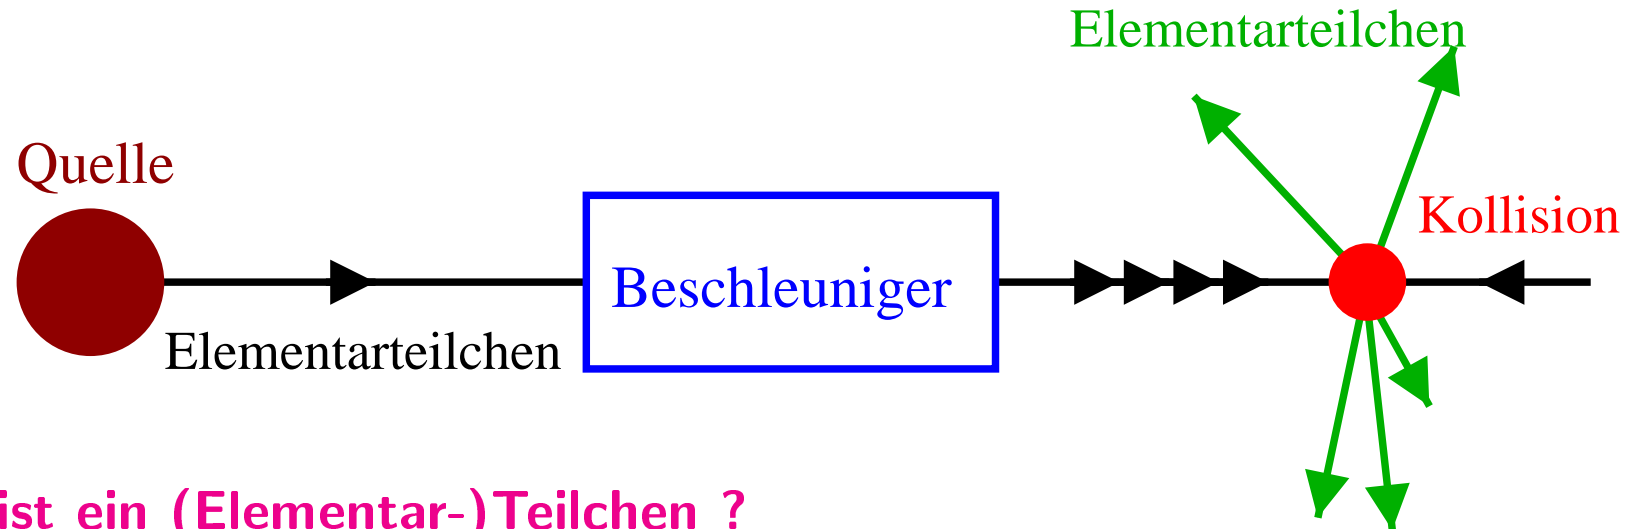 Elementarteilchen
Quelle
Kollision
Beschleuniger
Elementarteilchen
ist ein (Elementar-)Teilchen ?